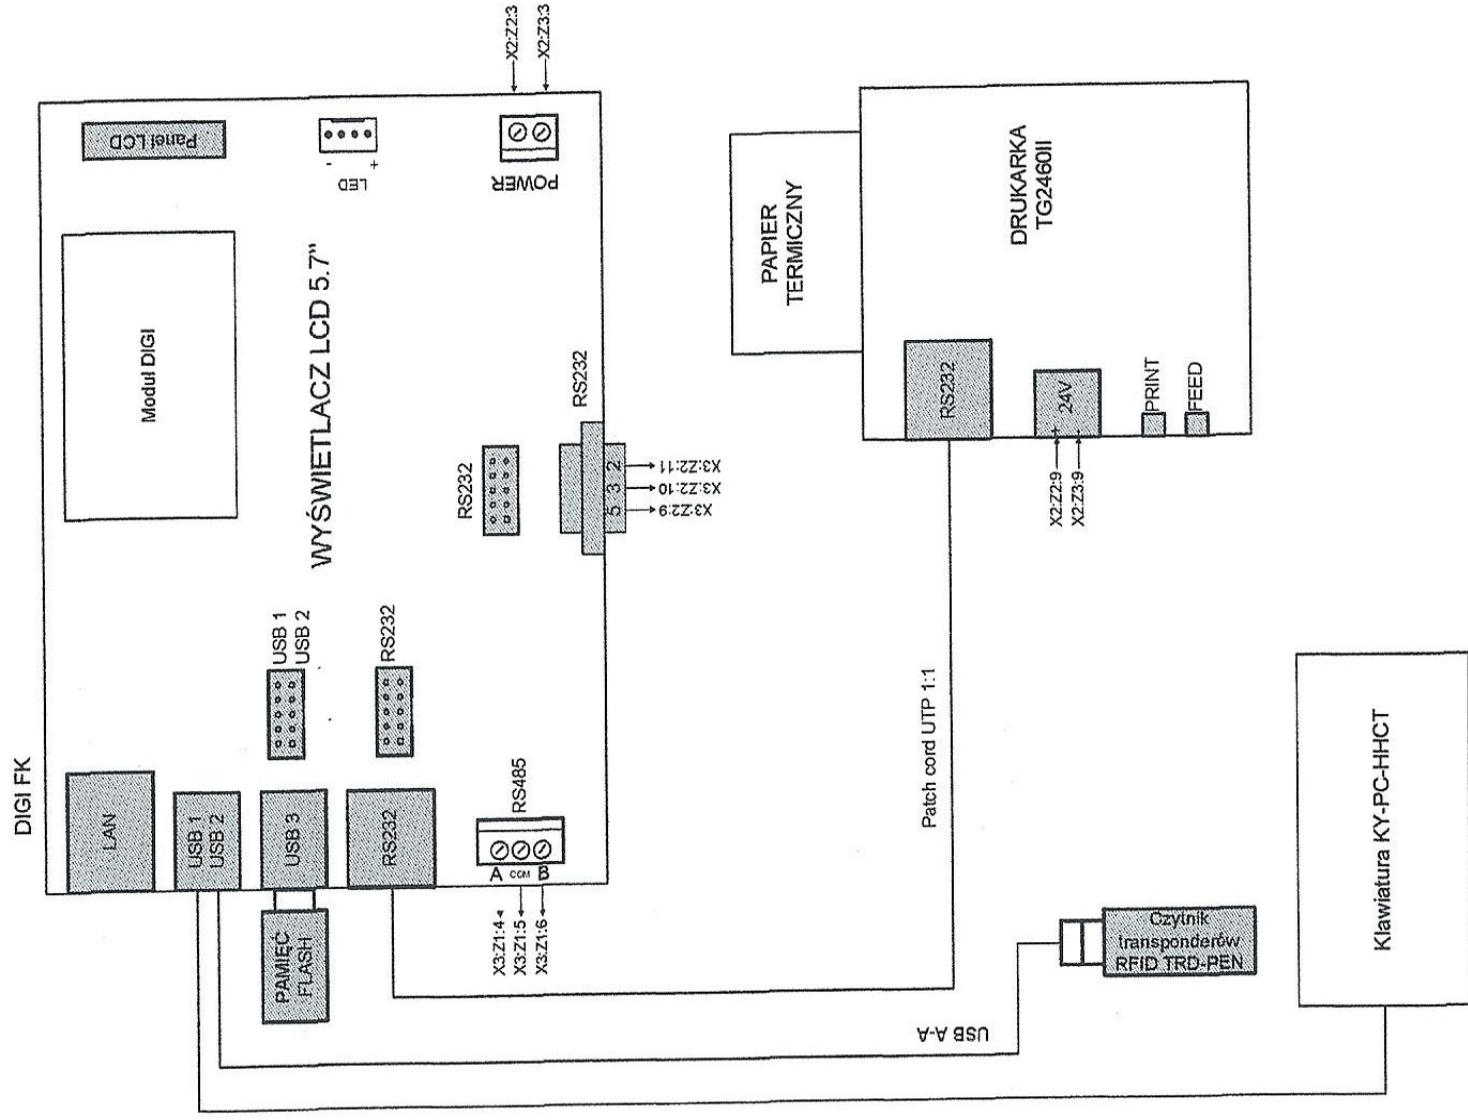 DIGI FK
LAN
USB 1
USB 2
USB 3
RS232
PAMIĘĆ
FLASH
USB 1
USB 2
RS232
A COM B
RS485
X3:Z1:4
X3:Z1:5
X3:Z1:6
Moduł DIGI
WYŚWIETLACZ LCD 5.7"
Panel LCD
- +
LED
POWER
X2:Z2:3
X2:Z3:3
RS232
RS232
5 3 2
X3:Z2:9
X3:Z2:10
X3:Z2:11
PAPIER
TERMICZNY
DRUKARKA
TG2460II
RS232
24V
+
-
PRINT
FEED
X2:Z2:9
X2:Z3:9
Patch cord UTP 1:1
USB A-A
Czytnik
transponderów
RFID TRD-PEN
Klawiatura KY-PC-HHCT